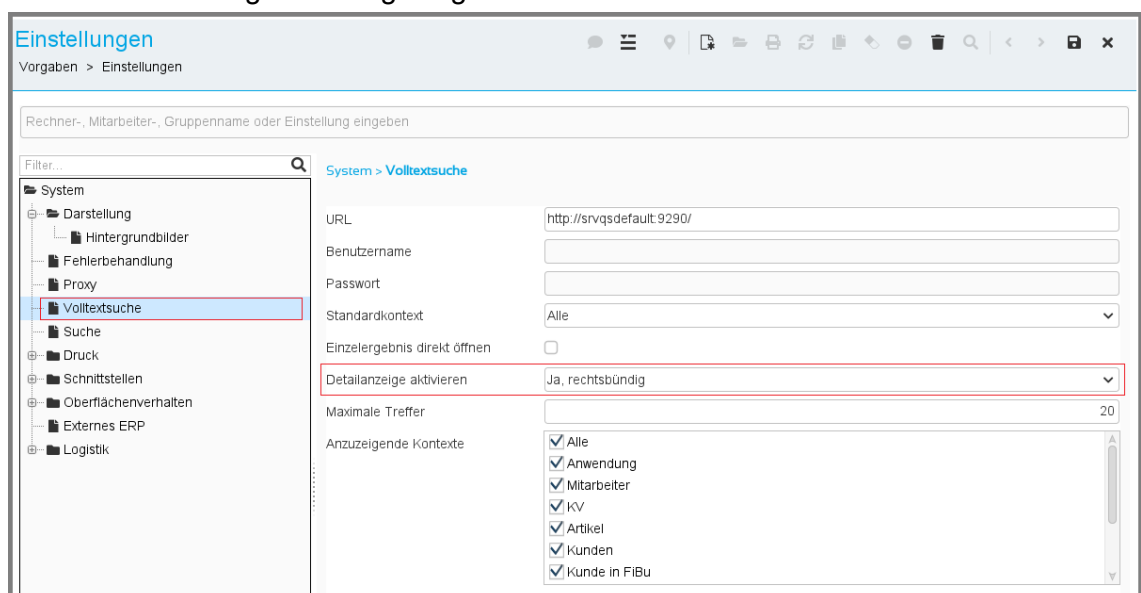 Einstellungen
Vorgaben > Einstellungen
Rechner-, Mitarbeiter-, Gruppenname oder Einstellung eingeben
Filter...
System
Darstellung
Hintergrundbilder
Fehlerbehandlung
Proxy
Volltextsuche
Suche
Druck
Schnittstellen
Oberflächenverhalten
Externes ERP
Logistik
System > Volltextsuche
URL http://srvqsdefault:9290/
Benutzername
Passwort
Standardkontext Alle
Einzelergebnis direkt öffnen
Detailanzeige aktivieren Ja, rechtsbündig
Maximale Treffer 20
Anzuzeigende Kontexte Alle
Anwendung
Mitarbeiter
KV
Artikel
Kunden
Kunde in FiBu